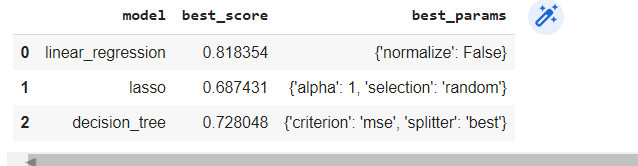 model best_score best_params
0 linear_regression 0.818354 {'normalize': False}
1 lasso 0.687431 {'alpha': 1, 'selection': 'random'}
2 decision_tree 0.728048 {'criterion': 'mse', 'splitter': 'best'}